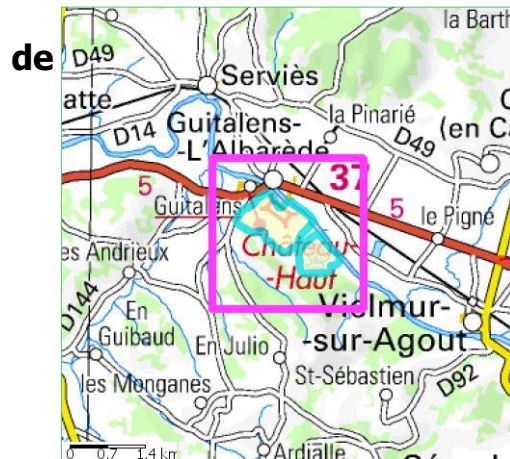 de
la Barth
D49
Serviès
atte
la Pinarié
D14
Guitalens-
-L'Albarède
D49
(en Ca
5
37
Guitalens
5
le Pigné
Château-
-Haut
es Andrieux
Vielmur-
-sur-Agout
D144
En
Guibaud
En Julio
St-Sébastien
D92
les Monganes
Ardialle
0 0.7 1.4 km